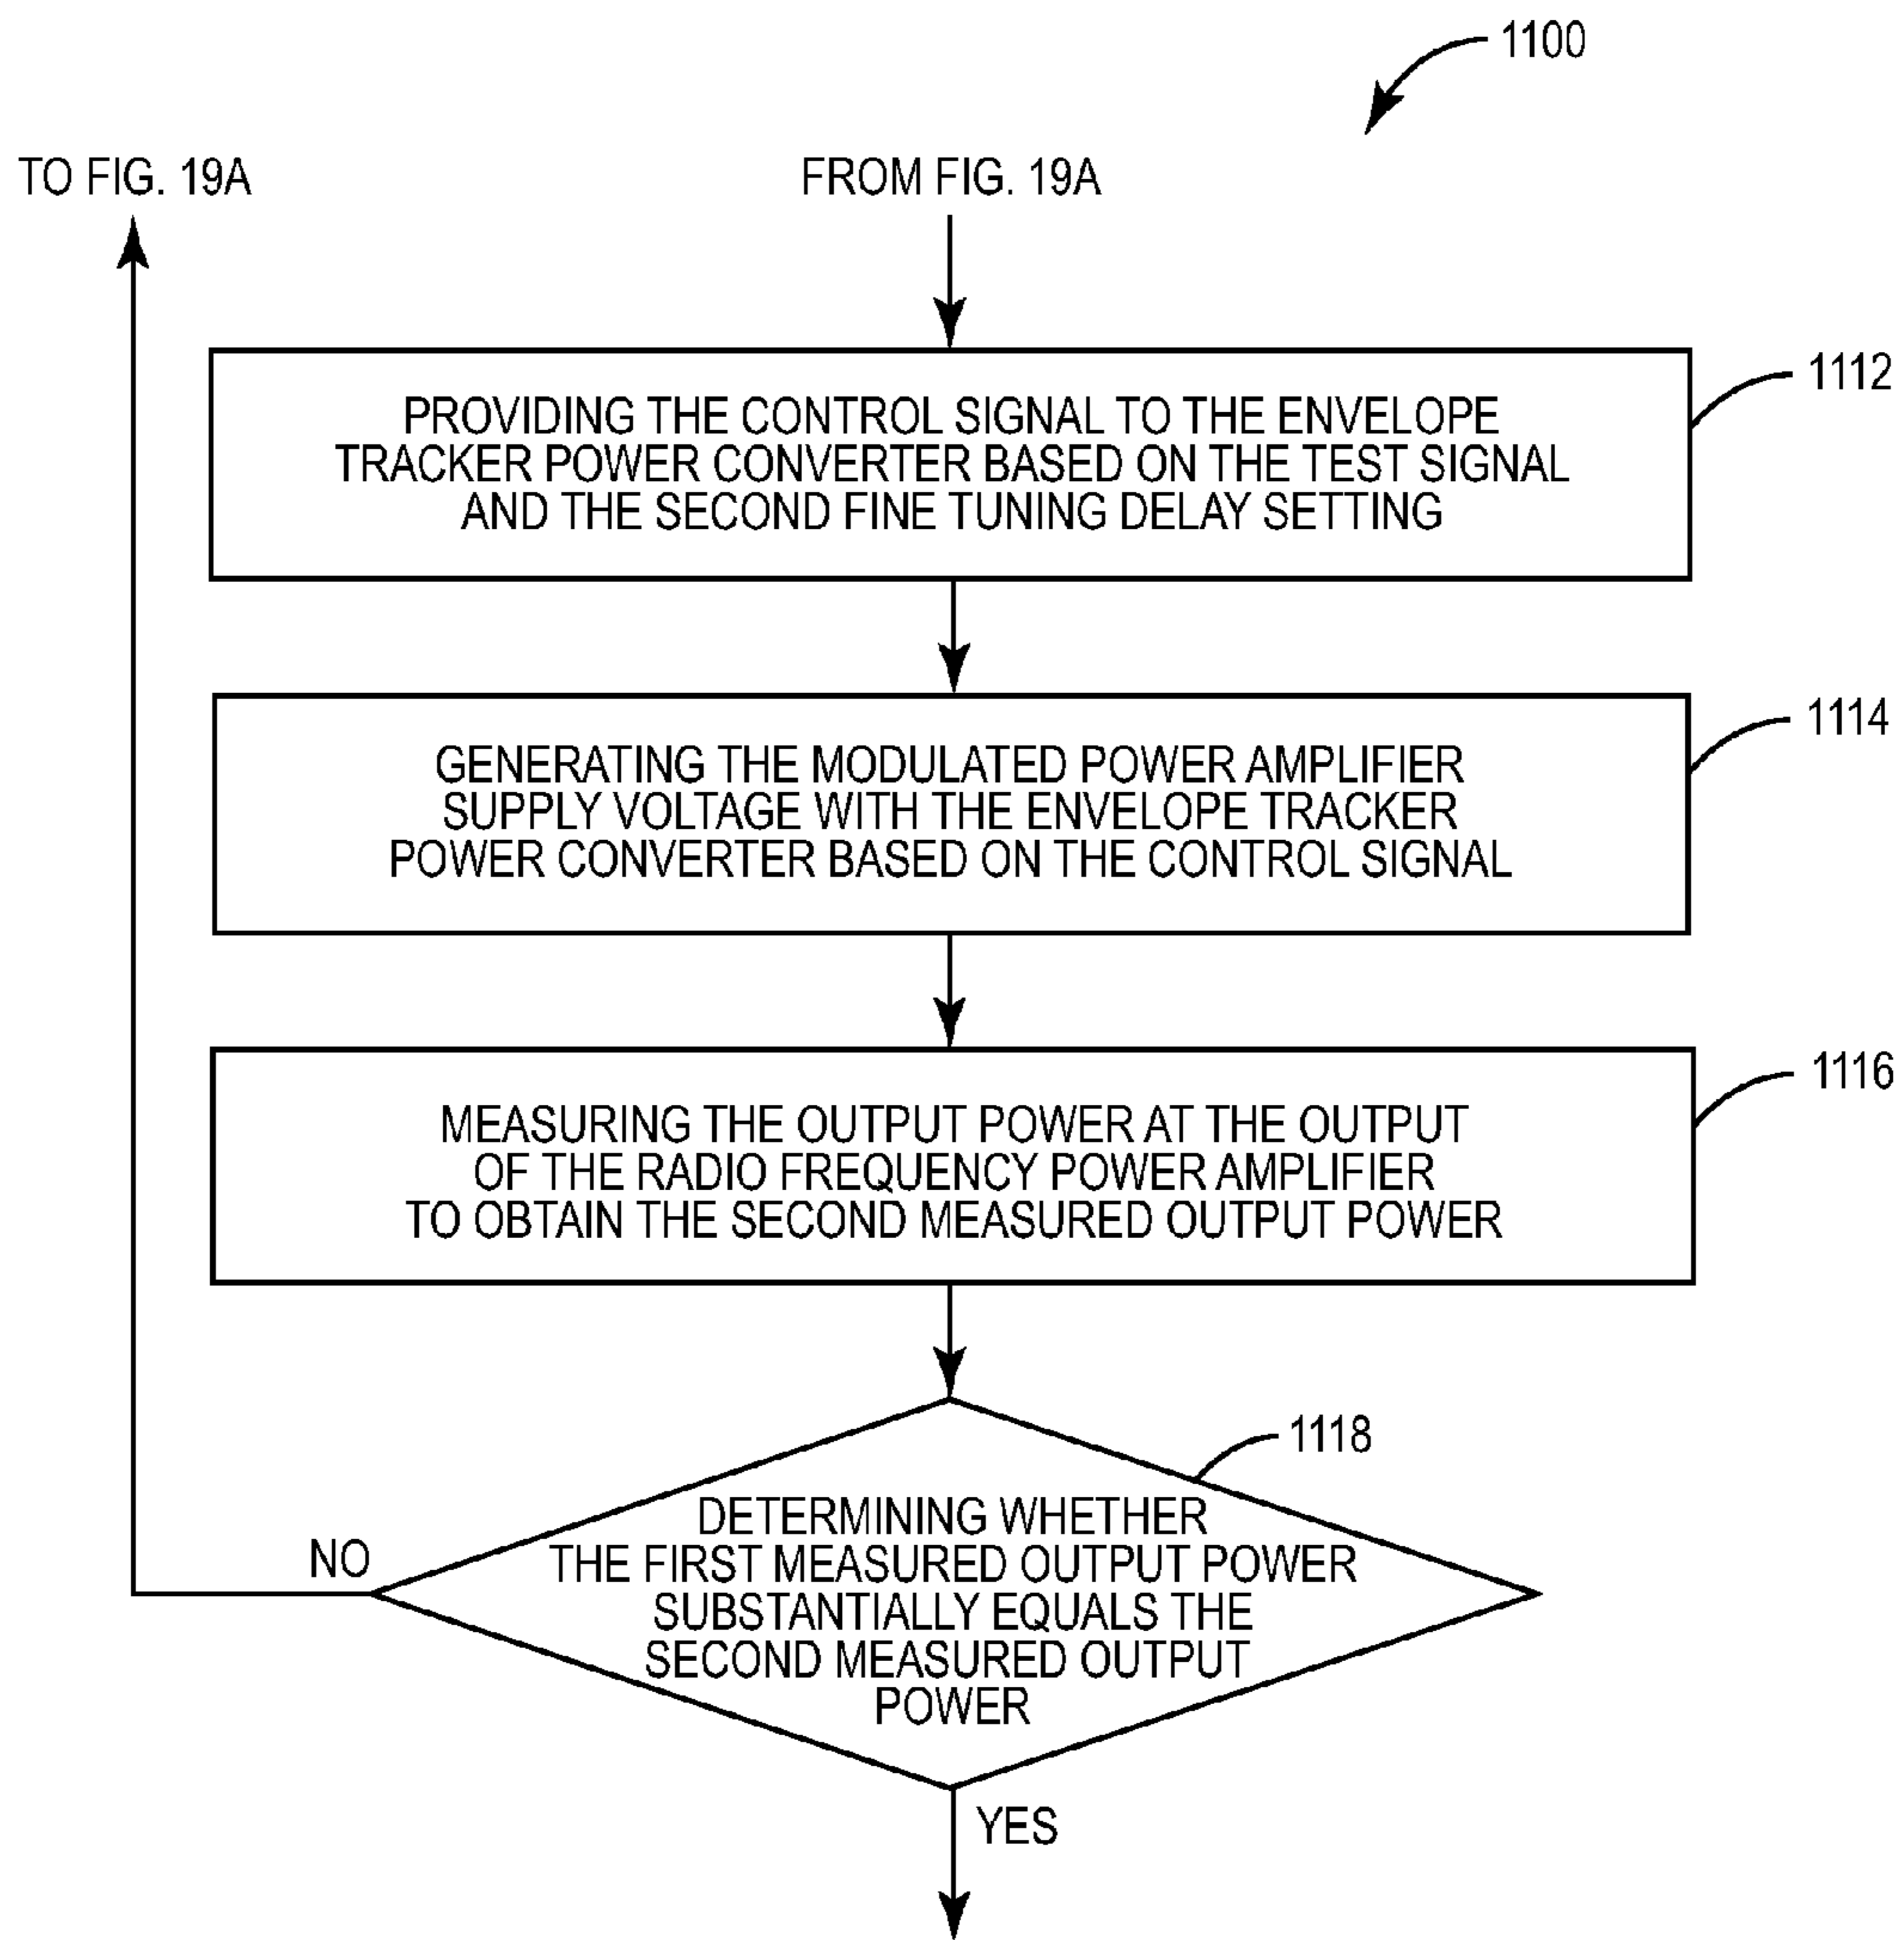 1100
TO FIG. 19A
FROM FIG. 19A
1112
PROVIDING THE CONTROL SIGNAL TO THE ENVELOPE
TRACKER POWER CONVERTER BASED ON THE TEST SIGNAL
AND THE SECOND FINE TUNING DELAY SETTING
1114
GENERATING THE MODULATED POWER AMPLIFIER
SUPPLY VOLTAGE WITH THE ENVELOPE TRACKER
POWER CONVERTER BASED ON THE CONTROL SIGNAL
1116
MEASURING THE OUTPUT POWER AT THE OUTPUT
OF THE RADIO FREQUENCY POWER AMPLIFIER
TO OBTAIN THE SECOND MEASURED OUTPUT POWER
1118
DETERMINING WHETHER
THE FIRST MEASURED OUTPUT POWER
SUBSTANTIALLY EQUALS THE
SECOND MEASURED OUTPUT
POWER
NO
YES